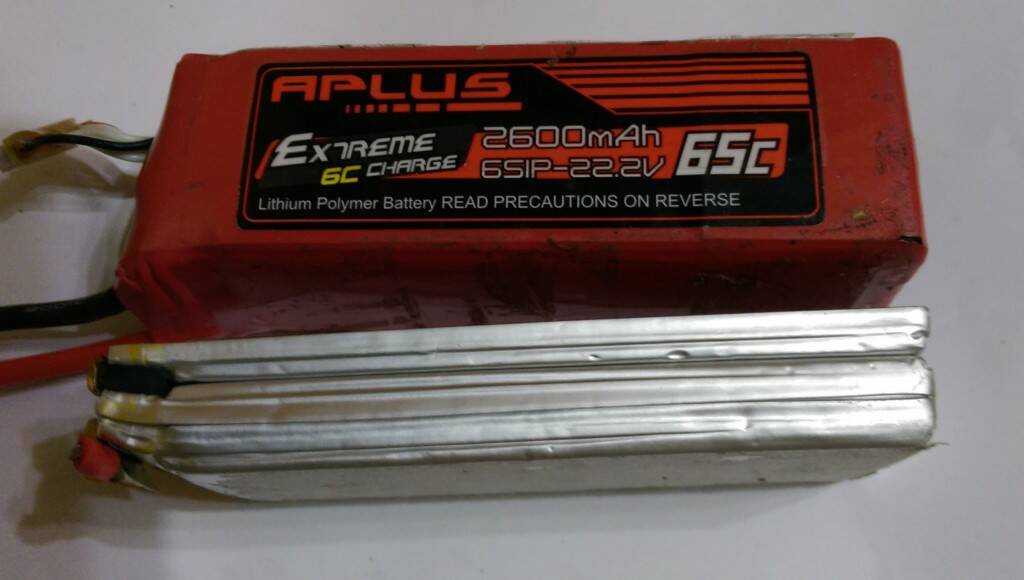 APLUS
EXTREME
6C CHARGE
2600mAh
6S1P-22.2V
65C
Lithium Polymer Battery READ PRECAUTIONS ON REVERSE